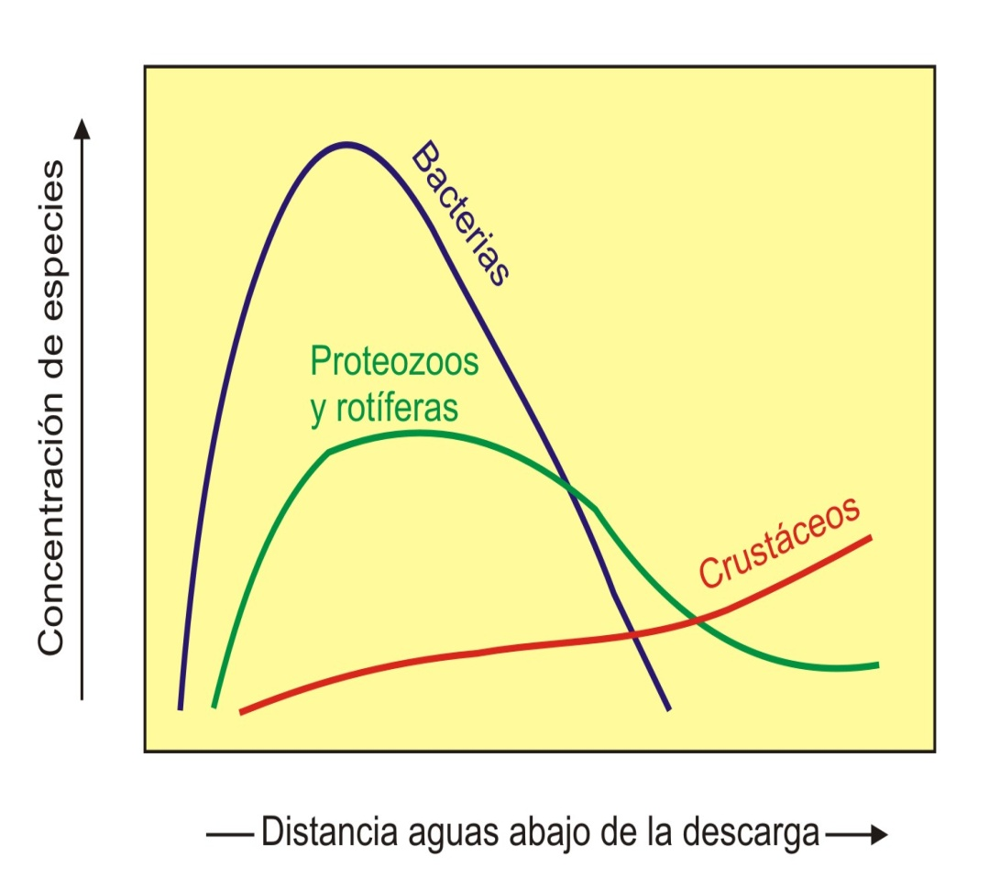 Concentración de especies
Bacterias
Proteozoos
y rotíferas
Crustáceos
Distancia aguas abajo de la descarga